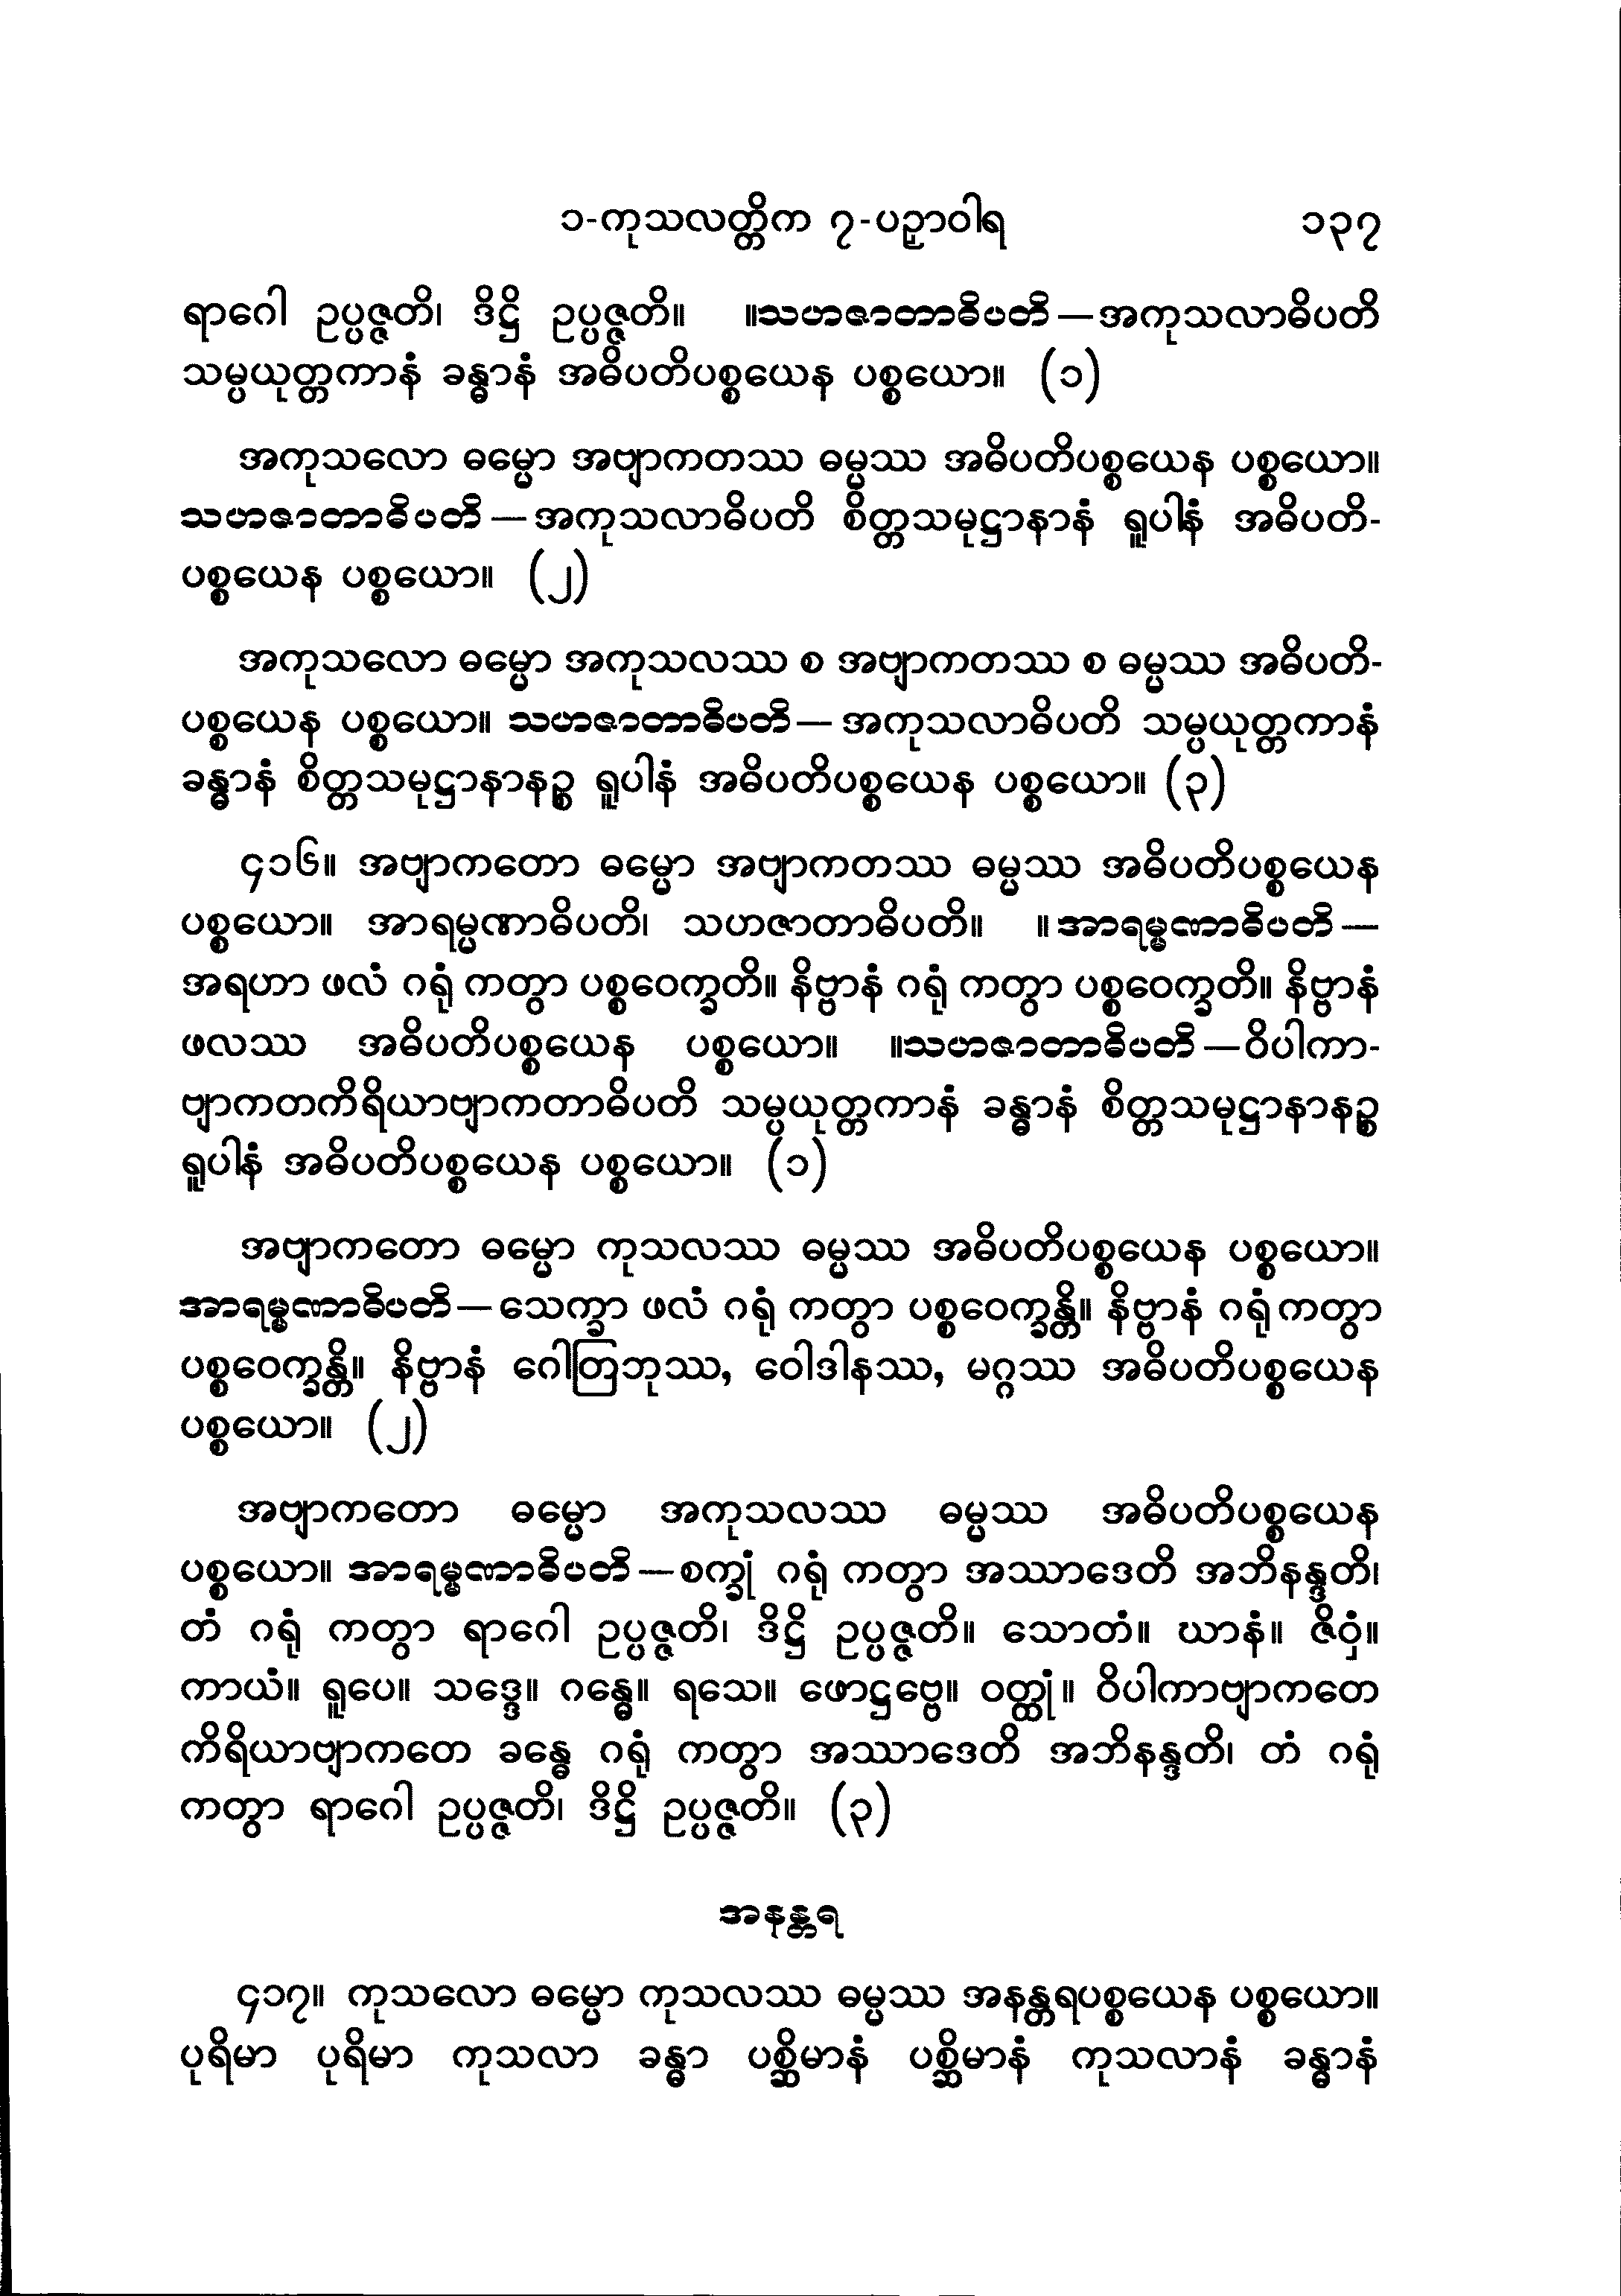 ၁-ကုသလတ္တိက ၇-ပဉှာဝါရ ၁၃၇
ရာဂေါ ဥပ္ပဇ္ဇတိ၊ ဒိဋ္ဌိ ဥပ္ပဇ္ဇတိ။ ။သဟဇာတာဓိပတိ—အကုသလာဓိပတိ
သမ္ပယုတ္တကာနံ ခန္ဓာနံ အဓိပတိပစ္စယေန ပစ္စယော။ (၁)
အကုသလော ဓမ္မော အဗျာကတဿ ဓမ္မဿ အဓိပတိပစ္စယေန ပစ္စယော။
သဟဇာတာဓိပတိ—အကုသလာဓိပတိ စိတ္တသမုဋ္ဌာနာနံ ရူပါနံ အဓိပတိ-
ပစ္စယေန ပစ္စယော။ (၂)
အကုသလော ဓမ္မော အကုသလဿ စ အဗျာကတဿ စ ဓမ္မဿ အဓိပတိ-
ပစ္စယေန ပစ္စယော။ သဟဇာတာဓိပတိ—အကုသလာဓိပတိ သမ္ပယုတ္တကာနံ
ခန္ဓာနံ စိတ္တသမုဋ္ဌာနာနဉ္စ ရူပါနံ အဓိပတိပစ္စယေန ပစ္စယော။ (၃)
၄၁၆။ အဗျာကတော ဓမ္မော အဗျာကတဿ ဓမ္မဿ အဓိပတိပစ္စယေန
ပစ္စယော။ အာရမ္မဏာဓိပတိ၊ သဟဇာတာဓိပတိ။ ။အာရမ္မဏာဓိပတိ—
အရဟာ ဖလံ ဂရုံ ကတွာ ပစ္စဝေက္ခတိ။ နိဗ္ဗာနံ ဂရုံ ကတွာ ပစ္စဝေက္ခတိ။ နိဗ္ဗာနံ
ဖလဿ အဓိပတိပစ္စယေန ပစ္စယော။ ။သဟဇာတာဓိပတိ—ဝိပါကာ-
ဗျာကတကိရိယာဗျာကတာဓိပတိ သမ္ပယုတ္တကာနံ ခန္ဓာနံ စိတ္တသမုဋ္ဌာနာနဉ္စ
ရူပါနံ အဓိပတိပစ္စယေန ပစ္စယော။ (၁)
အဗျာကတော ဓမ္မော ကုသလဿ ဓမ္မဿ အဓိပတိပစ္စယေန ပစ္စယော။
အာရမ္မဏာဓိပတိ—သေက္ခာ ဖလံ ဂရုံ ကတွာ ပစ္စဝေက္ခန္တိ။ နိဗ္ဗာနံ ဂရုံ ကတွာ
ပစ္စဝေက္ခန္တိ။ နိဗ္ဗာနံ ဂေါတြဘုဿ, ဝေါဒါနဿ, မဂ္ဂဿ အဓိပတိပစ္စယေန
ပစ္စယော။ (၂)
အဗျာကတော ဓမ္မော အကုသလဿ ဓမ္မဿ အဓိပတိပစ္စယေန
ပစ္စယော။ အာရမ္မဏာဓိပတိ—စက္ခုံ ဂရုံ ကတွာ အဿာဒေတိ အဘိနန္ဒတိ၊
တံ ဂရုံ ကတွာ ရာဂေါ ဥပ္ပဇ္ဇတိ၊ ဒိဋ္ဌိ ဥပ္ပဇ္ဇတိ။ သောတံ။ ဃာနံ။ ဇိဝှံ။
ကာယံ။ ရူပေ။ သဒ္ဒေ။ ဂန္ဓေ။ ရသေ။ ဖောဋ္ဌဗ္ဗေ။ ဝတ္ထုံ။ ဝိပါကာဗျာကတေ
ကိရိယာဗျာကတေ ခန္ဓေ ဂရုံ ကတွာ အဿာဒေတိ အဘိနန္ဒတိ၊ တံ ဂရုံ
ကတွာ ရာဂေါ ဥပ္ပဇ္ဇတိ၊ ဒိဋ္ဌိ ဥပ္ပဇ္ဇတိ။ (၃)
အနန္တရ
၄၁၇။ ကုသလော ဓမ္မော ကုသလဿ ဓမ္မဿ အနန္တရပစ္စယေန ပစ္စယော။
ပုရိမာ ပုရိမာ ကုသလာ ခန္ဓာ ပစ္ဆိမာနံ ပစ္ဆိမာနံ ကုသလာနံ ခန္ဓာနံ